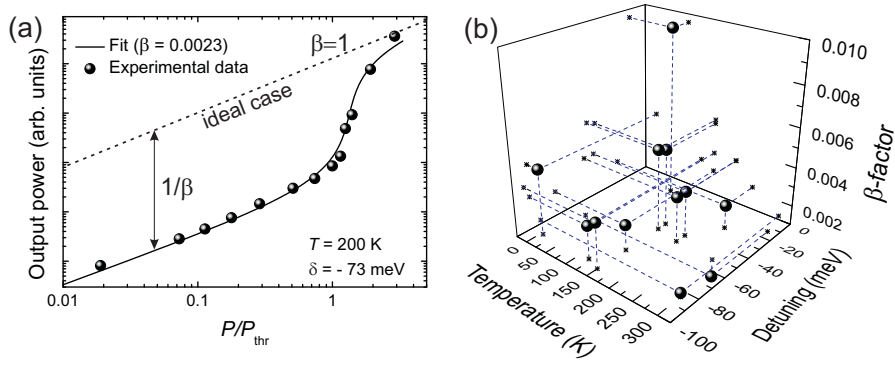 (a)
Fit (β = 0.0023)
Experimental data
β=1
ideal case
1/β
T = 200 K
δ = - 73 meV
Output power (arb. units)
0.01
0.1
1
P/Pthr
(b)
0.010
0.008
0.006
0.004
0.002
β-factor
0
50
100
150
200
250
300
Temperature (K)
0
-20
-40
-60
-80
-100
Detuning (meV)